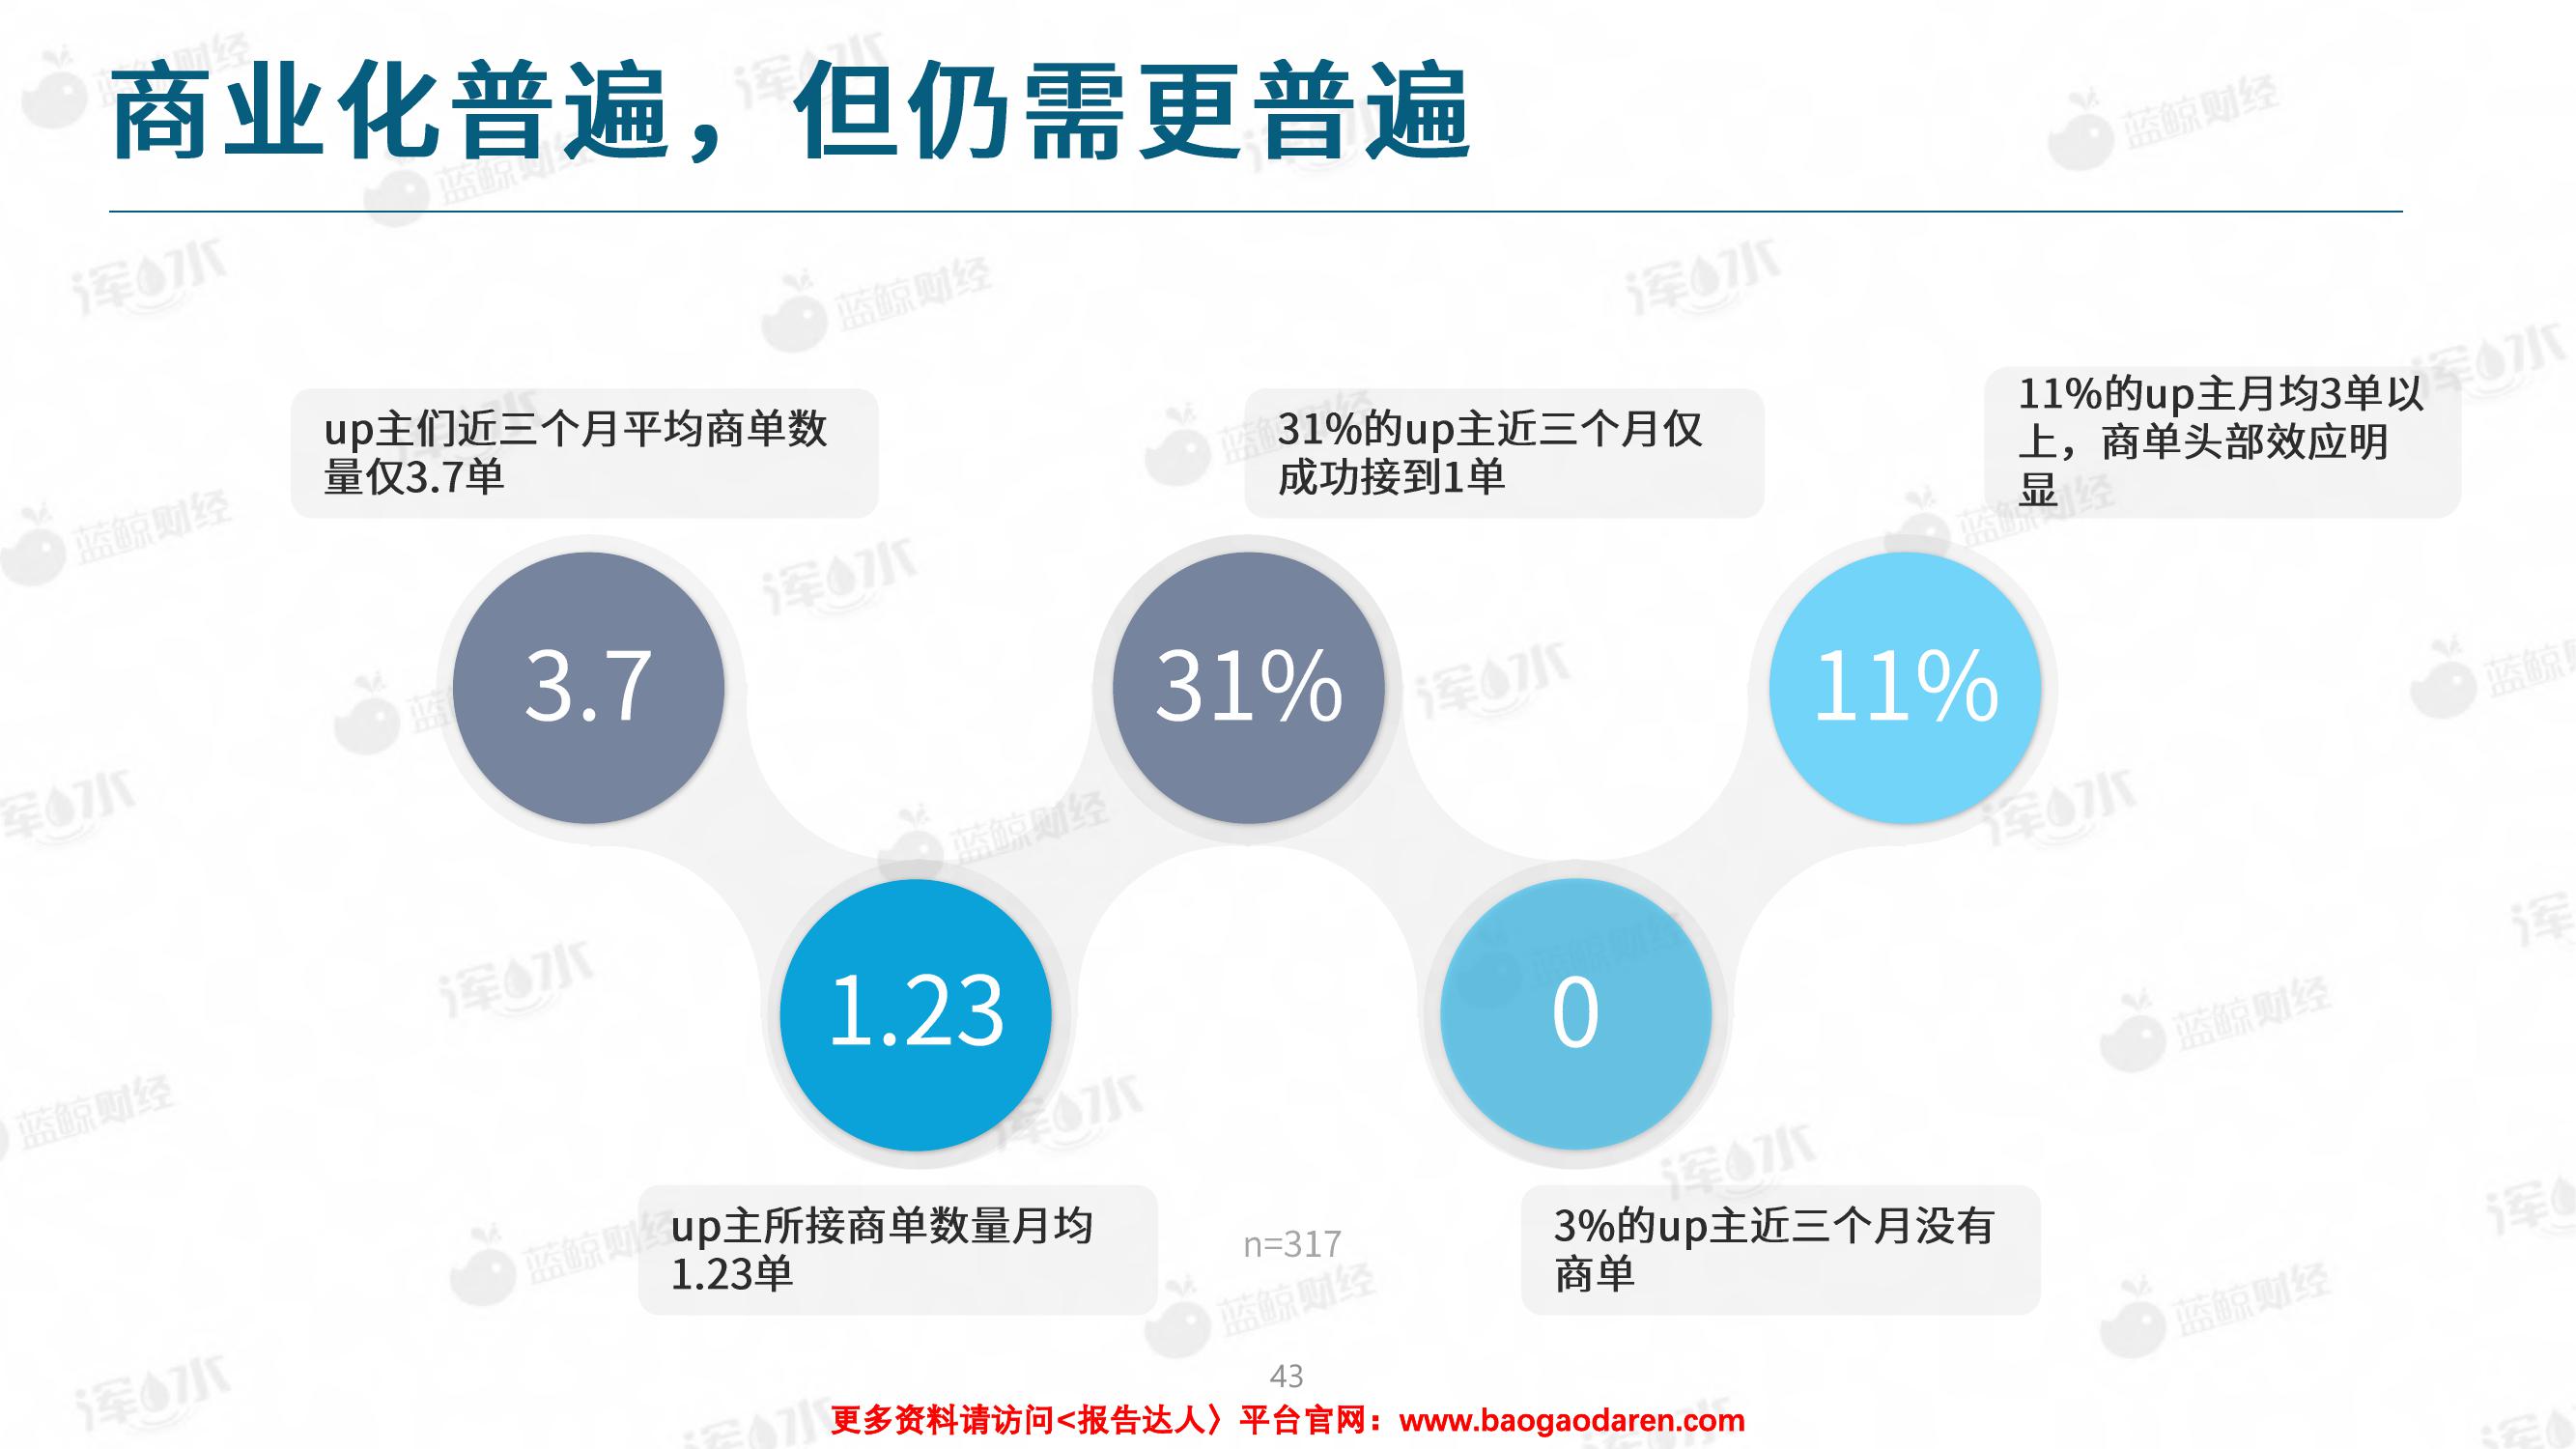 商业化普遍，但仍需更普遍
up主们近三个月平均商单数
量仅3.7单
31%的up主近三个月仅
成功接到1单
11%的up主月均3单以
上，商单头部效应明
显
3.7
31%
11%
1.23
0
up主所接商单数量月均
1.23单
n=317
3%的up主近三个月没有
商单
43
更多资料请访问<报告达人〉平台官网：www.baogaodaren.com
蓝鲸财经
浑水